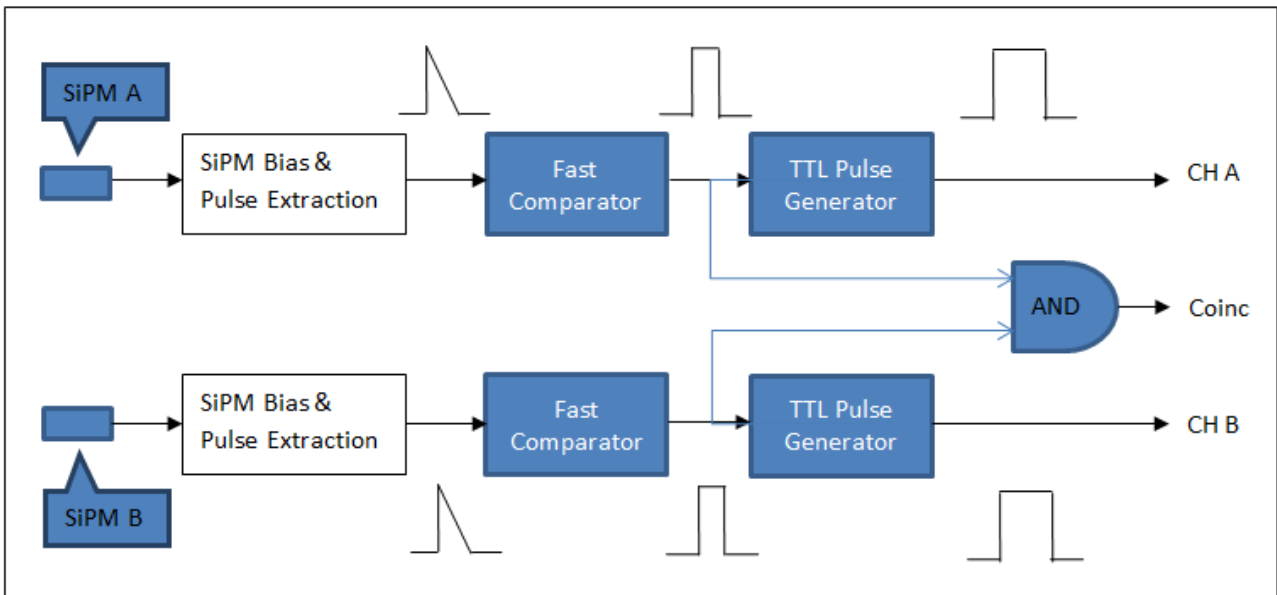 SiPM A
SiPM Bias &
Pulse Extraction
Fast
Comparator
TTL Pulse
Generator
CH A
AND
Coinc
SiPM Bias &
Pulse Extraction
Fast
Comparator
TTL Pulse
Generator
CH B
SiPM B